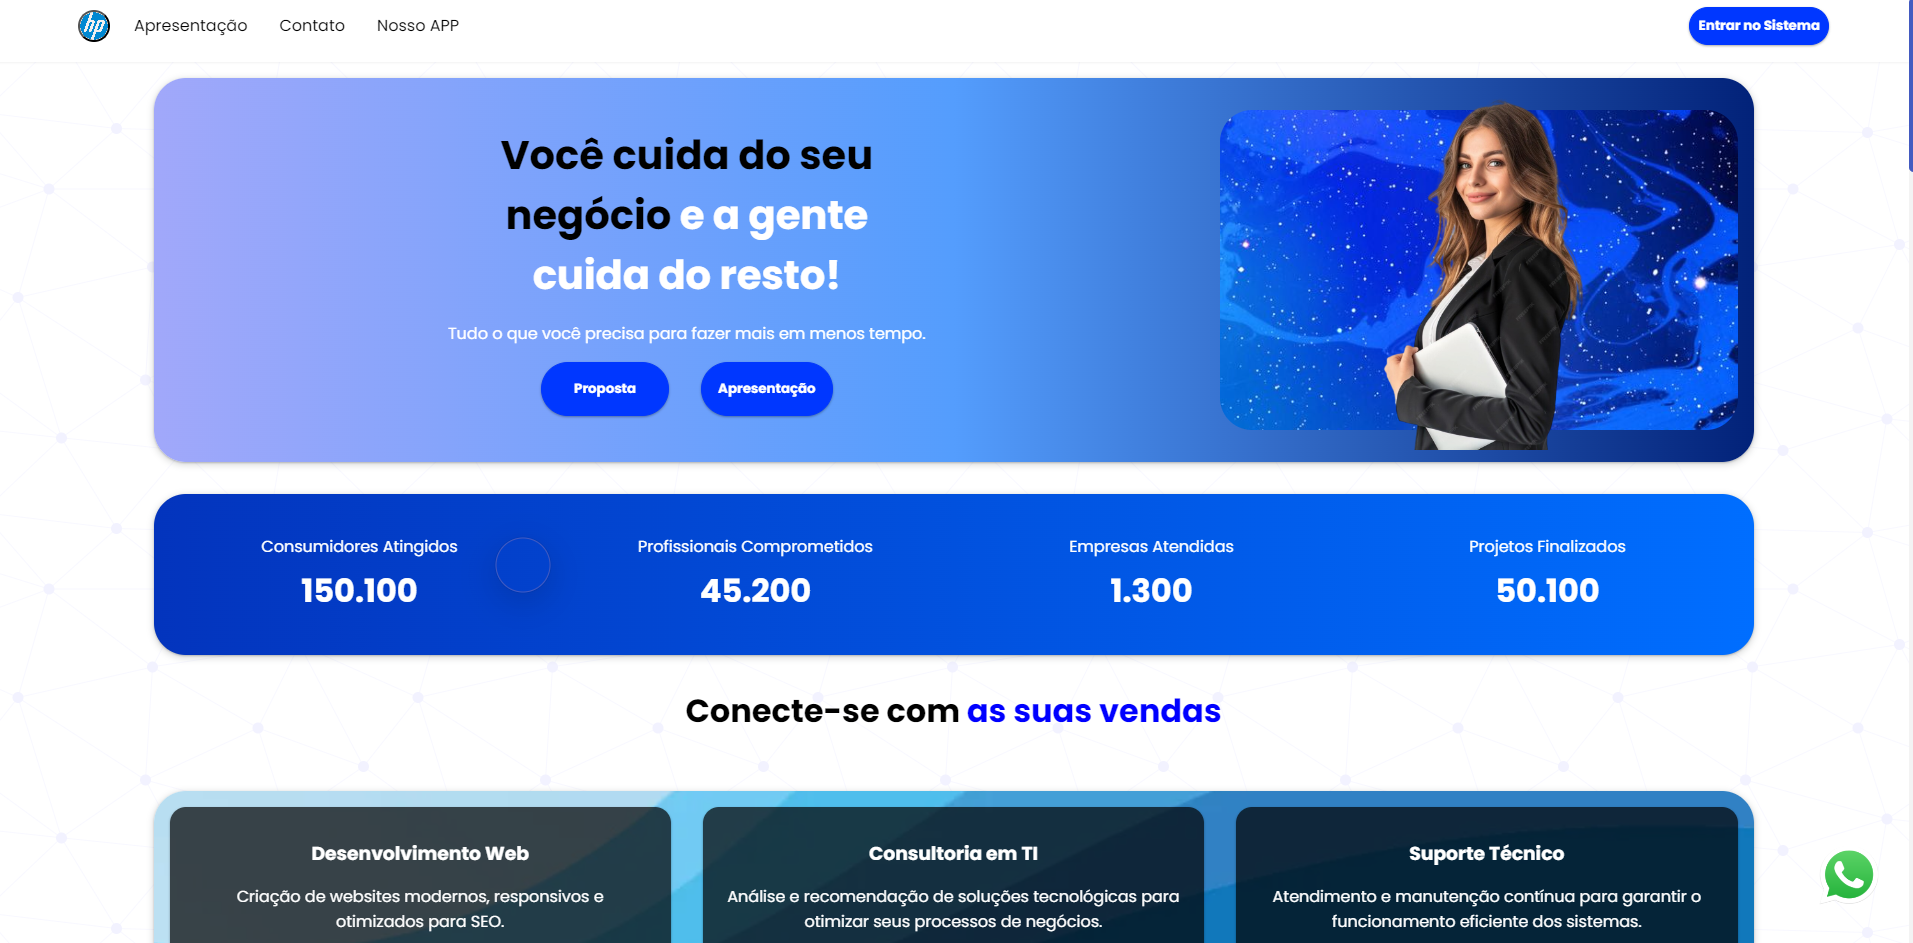 hp
Apresentação
Contato
Nosso APP
Entrar no Sistema
Você cuida do seu
negócio e a gente
cuida do resto!
Tudo o que você precisa para fazer mais em menos tempo.
Proposta
Apresentação
Consumidores Atingidos
150.100
Profissionais Comprometidos
45.200
Empresas Atendidas
1.300
Projetos Finalizados
50.100
Conecte-se com as suas vendas
Desenvolvimento Web
Criação de websites modernos, responsivos e
otimizados para SEO.
Consultoria em TI
Análise e recomendação de soluções tecnológicas para
otimizar seus processos de negócios.
Suporte Técnico
Atendimento e manutenção contínua para garantir o
funcionamento eficiente dos sistemas.